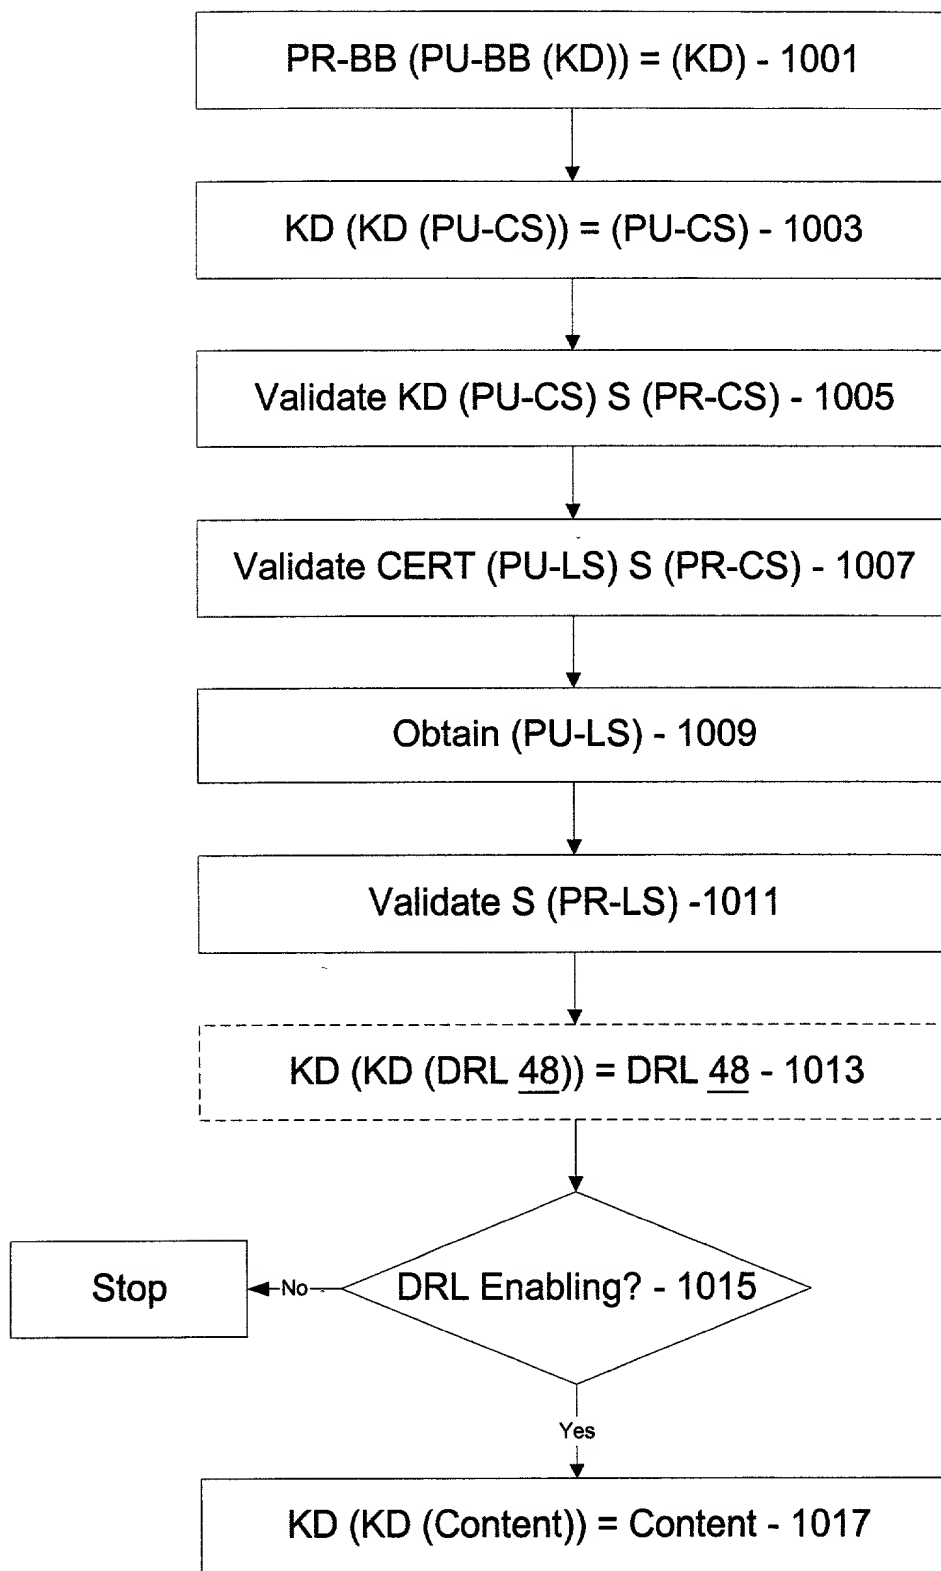 PR-BB (PU-BB (KD)) = (KD) - 1001
KD (KD (PU-CS)) = (PU-CS) - 1003
Validate KD (PU-CS) S (PR-CS) - 1005
Validate CERT (PU-LS) S (PR-CS) - 1007
Obtain (PU-LS) - 1009
Validate S (PR-LS) -1011
KD (KD (DRL 48)) = DRL 48 - 1013
DRL Enabling? - 1015
No
Stop
Yes
KD (KD (Content)) = Content - 1017